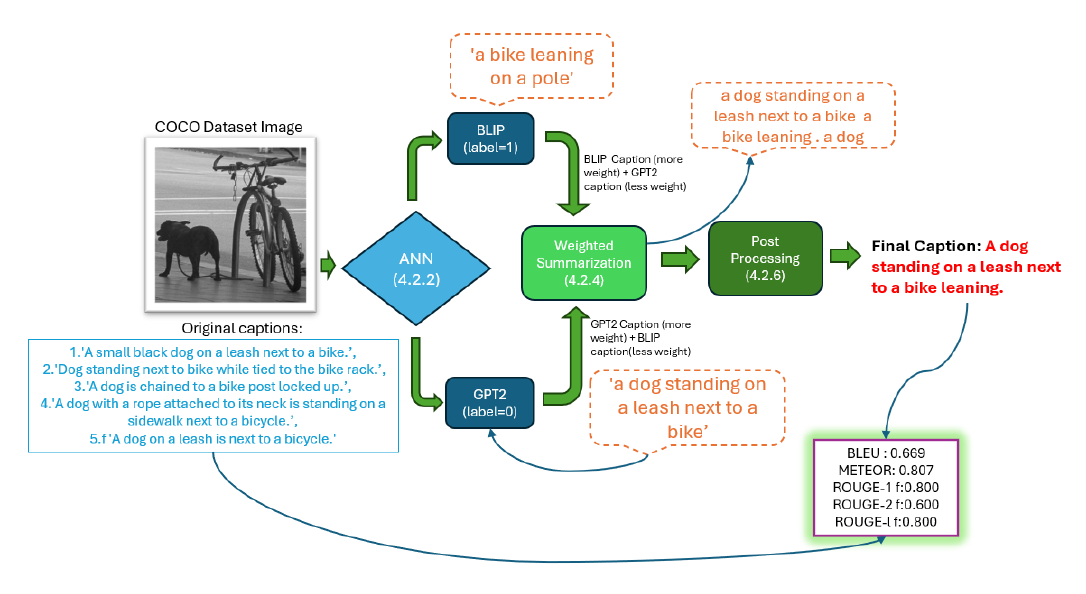 'a bike leaning
on a pole'
COCO Dataset Image
BLIP
(label=1)
a dog standing on a
leash next to a bike a
bike leaning . a dog
BLIP Caption (more
weight) + GPT2
caption (less weight)
ANN
(4.2.2)
Weighted
Summarization
(4.2.4)
Post
Processing
(4.2.6)
Final Caption: A dog
standing on a leash next
to a bike leaning.
Original captions:
1.'A small black dog on a leash next to a bike.',
2.'Dog standing next to bike while tied to the bike rack.',
3.'A dog is chained to a bike post locked up.',
4.'A dog with a rope attached to its neck is standing on a
sidewalk next to a bicycle.',
5.f 'A dog on a leash is next to a bicycle.'
GPT2 Caption (more
weight) + BLIP
caption(less weight)
GPT2
(label=0)
'a dog standing on
a leash next to a
bike'
BLEU : 0.669
METEOR: 0.807
ROUGE-1 f:0.800
ROUGE-2 f:0.600
ROUGE-l f:0.800